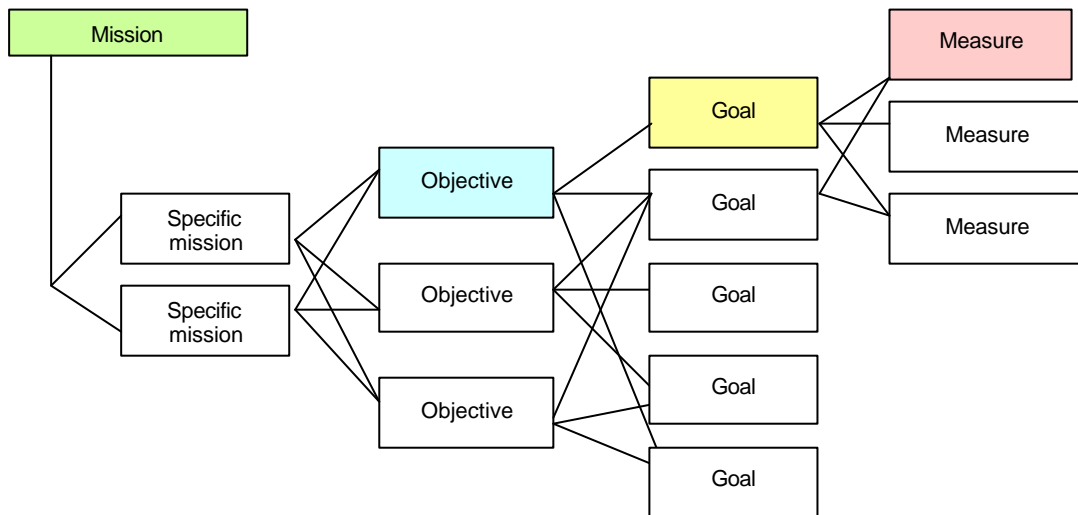 Mission
Specific
mission
Specific
mission
Objective
Objective
Objective
Goal
Goal
Goal
Goal
Goal
Measure
Measure
Measure